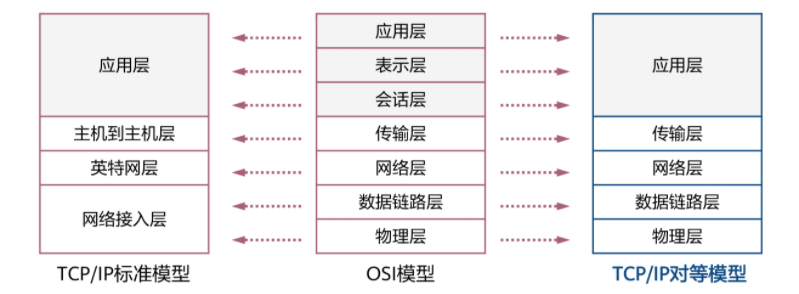 应用层
主机到主机层
英特网层
网络接入层
TCP/IP标准模型
应用层
表示层
会话层
传输层
网络层
数据链路层
物理层
OSI模型
应用层
传输层
网络层
数据链路层
物理层
TCP/IP对等模型